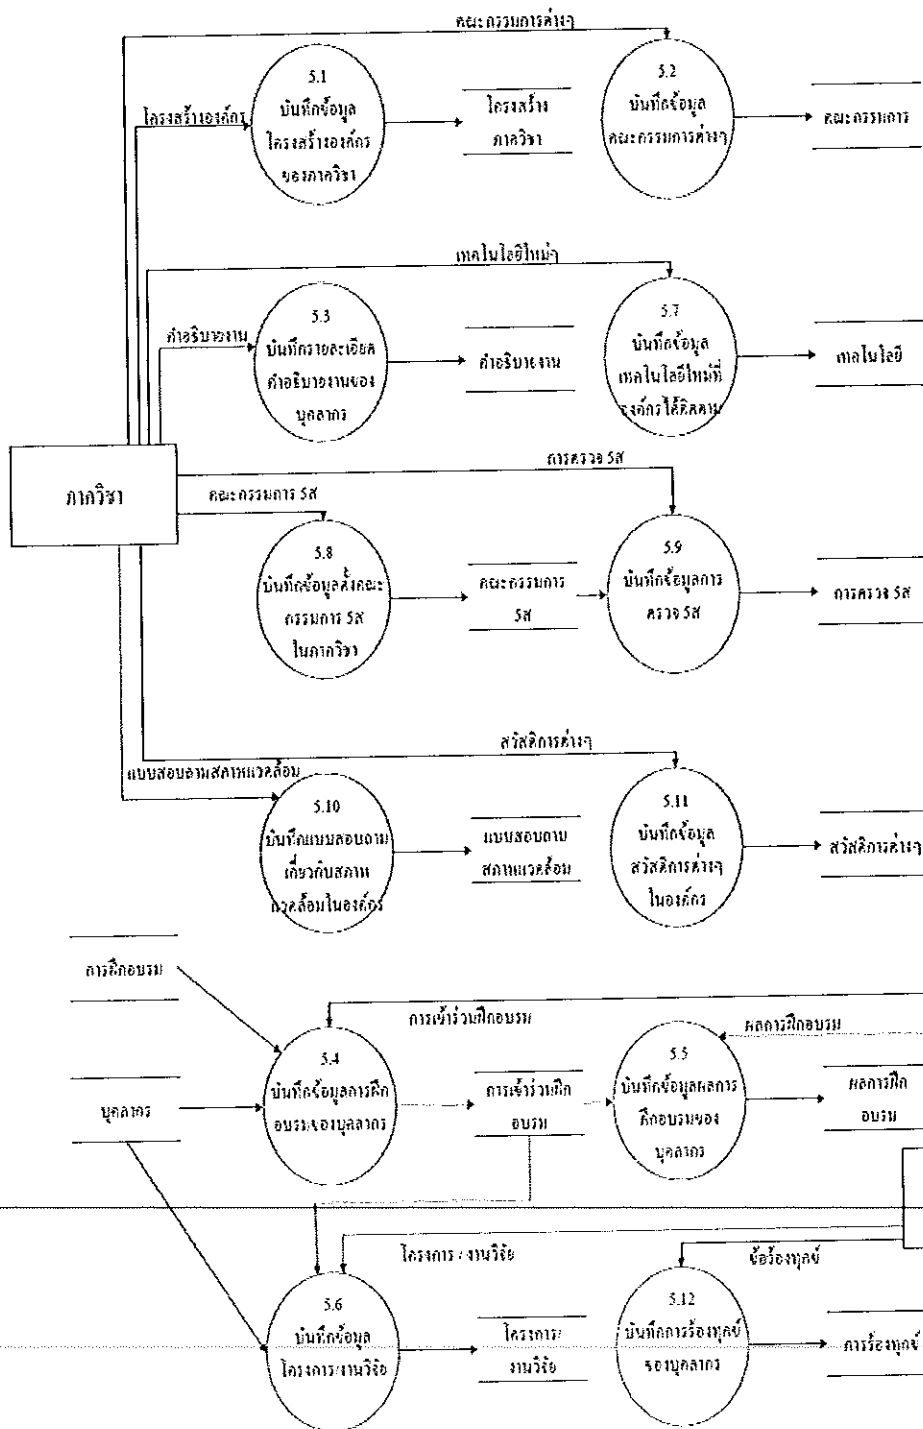 คณะกรรมการต่างๆ
โครงสร้างองค์กร
5.1
บันทึกข้อมูล
โครงสร้างองค์กร
ของภาควิชา
โครงสร้าง
ภาควิชา
5.2
บันทึกข้อมูล
คณะกรรมการต่างๆ
คณะกรรมการ
เทคโนโลยีใหม่ๆ
คำอธิบายงาน
5.3
บันทึกรายละเอียด
คำอธิบายงานของ
บุคลากร
คำอธิบายงาน
5.7
บันทึกข้อมูล
เทคโนโลยีใหม่ที่
องค์กรได้ติดตาม
เทคโนโลยี
ภาควิชา
การตรวจ 5ส
คณะกรรมการ 5ส
5.8
บันทึกข้อมูลตั้งคณะ
กรรมการ 5ส
ในภาควิชา
คณะกรรมการ
5ส
5.9
บันทึกข้อมูลการ
ตรวจ 5ส
การตรวจ 5ส
สวัสดิการต่างๆ
แบบสอบถามสภาพแวดล้อม
5.10
บันทึกแบบสอบถาม
เกี่ยวกับสภาพ
แวดล้อมในองค์กร
แบบสอบถาม
สภาพแวดล้อม
5.11
บันทึกข้อมูล
สวัสดิการต่างๆ
ในองค์กร
สวัสดิการต่างๆ
การฝึกอบรม
การเข้าร่วมฝึกอบรม
ผลการฝึกอบรม
บุคลากร
5.4
บันทึกข้อมูลการฝึก
อบรมของบุคลากร
การเข้าร่วมฝึก
อบรม
5.5
บันทึกข้อมูลผลการ
ฝึกอบรมของ
บุคลากร
ผลการฝึก
อบรม
โครงการ / งานวิจัย
ข้อร้องทุกข์
5.6
บันทึกข้อมูล
โครงการ/งานวิจัย
โครงการ/
งานวิจัย
5.12
บันทึกการร้องทุกข์
ของบุคลากร
การร้องทุกข์